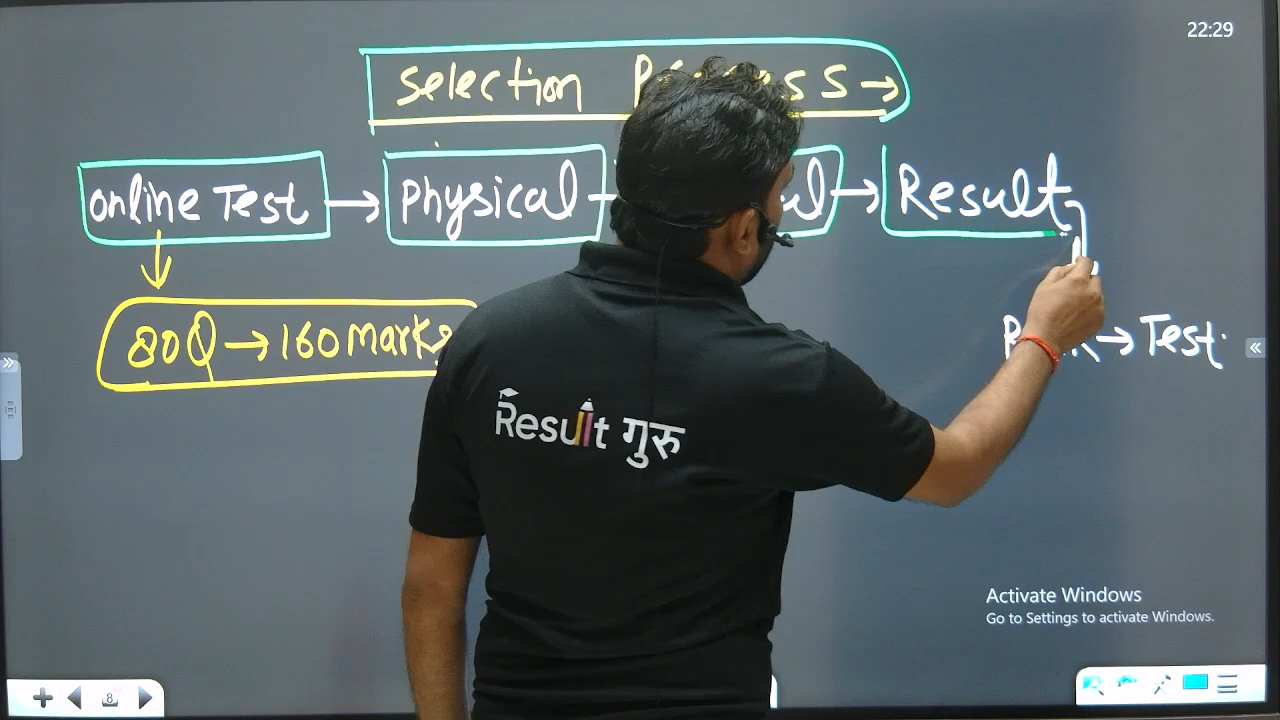 22:29
Selection →
online Test → Physical → Result
80Q → 160 Marks
→ Test
Result गुरु
Activate Windows
Go to Settings to activate Windows.
8